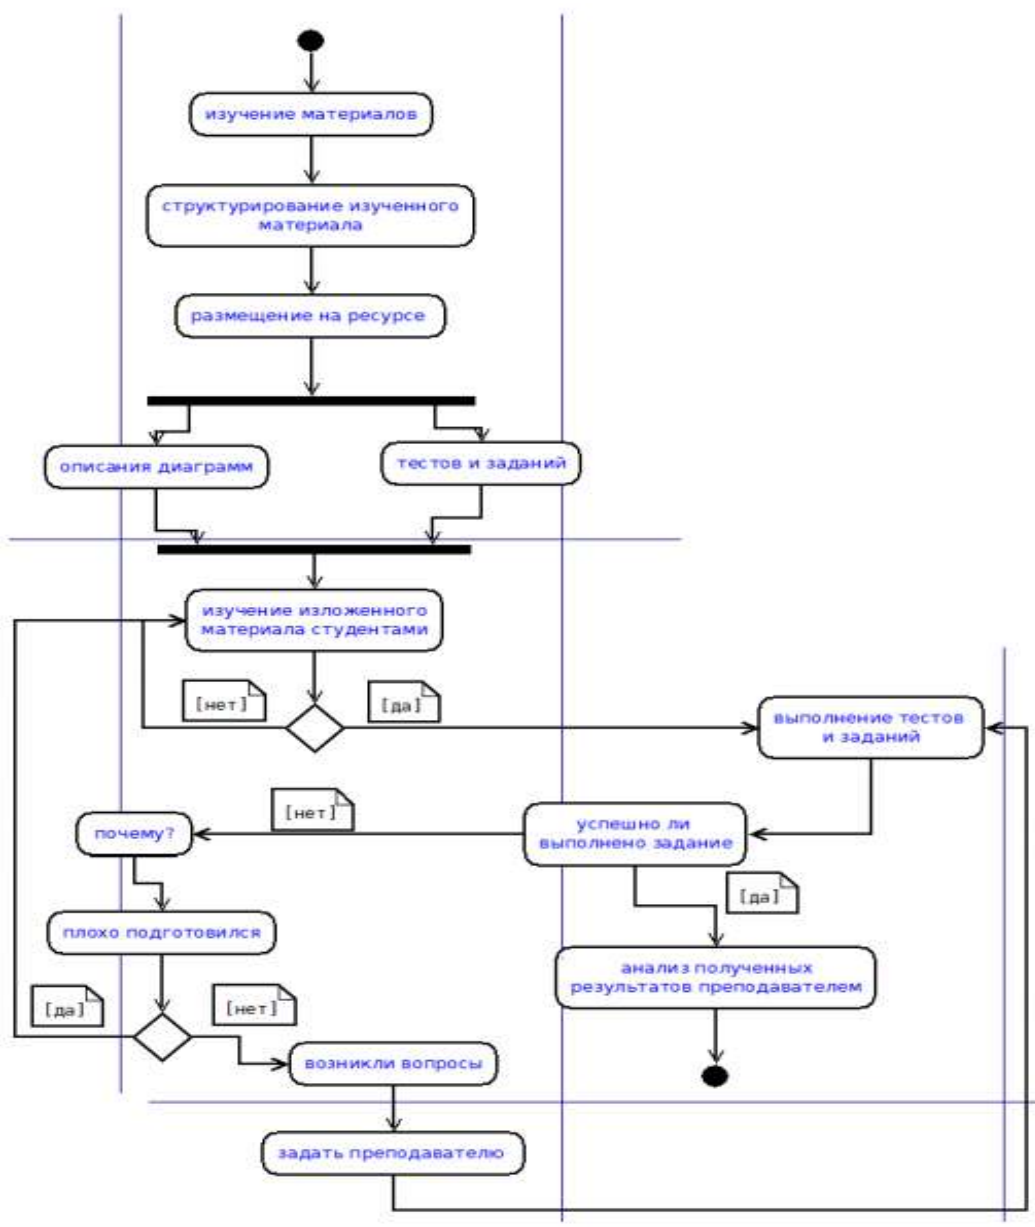 изучение материалов
структурирование изученного
материала
размещение на ресурсе
описания диаграмм
тестов и заданий
изучение изложенного
материала студентами
[нет]
[да]
выполнение тестов
и заданий
[нет]
почему?
успешно ли
выполнено задание
[да]
плохо подготовился
анализ полученных
результатов преподавателем
[да]
[нет]
возникли вопросы
задать преподавателю